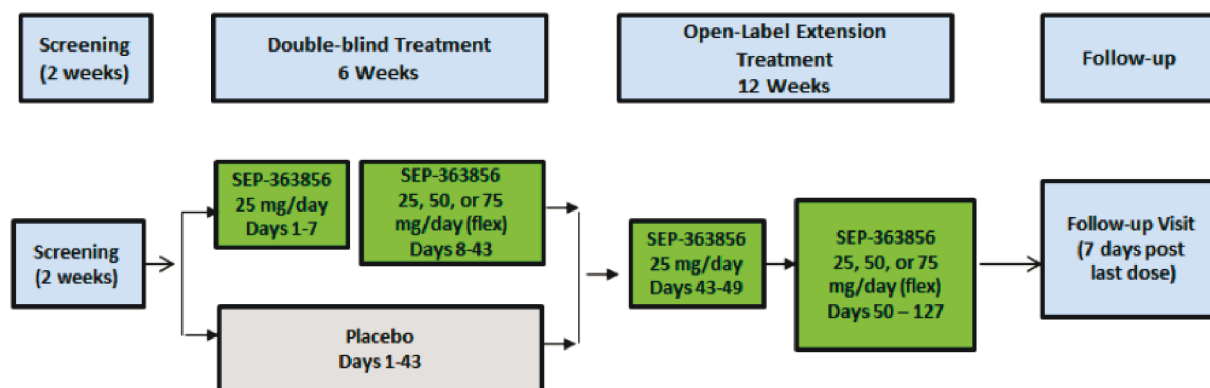 Screening
(2 weeks)
Double-blind Treatment
6 Weeks
Open-Label Extension
Treatment
12 Weeks
Follow-up
Screening
(2 weeks)
SEP-363856
25 mg/day
Days 1-7
SEP-363856
25, 50, or 75
mg/day (flex)
Days 8-43
Placebo
Days 1-43
SEP-363856
25 mg/day
Days 43-49
SEP-363856
25, 50, or 75
mg/day (flex)
Days 50 – 127
Follow-up Visit
(7 days post
last dose)